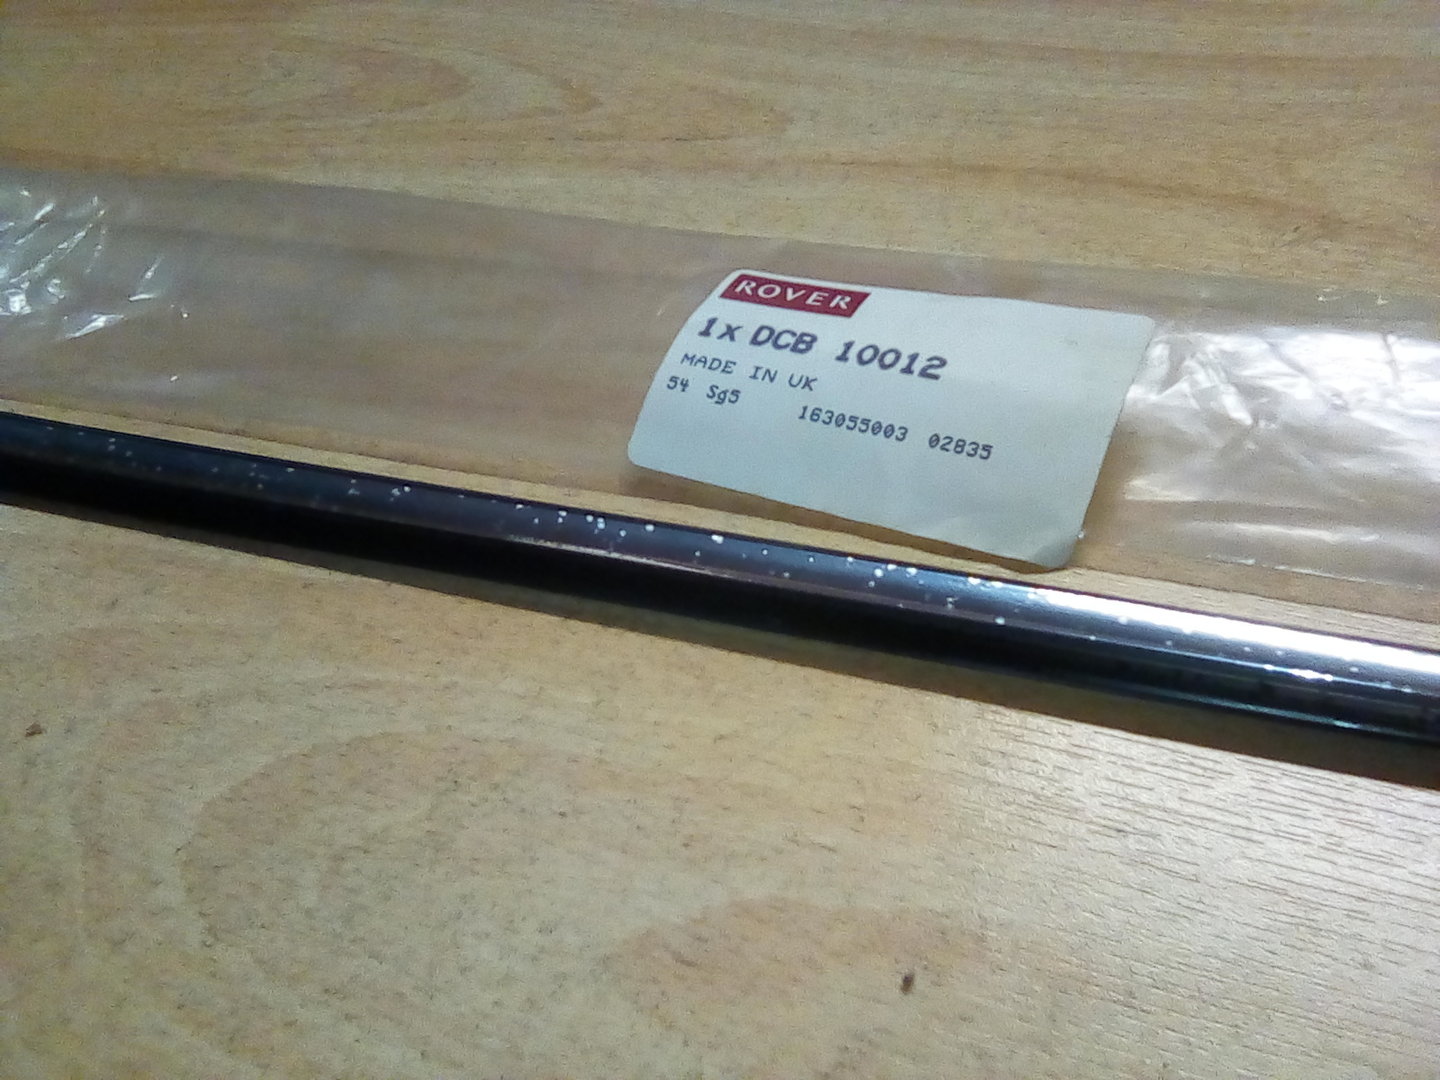 ROVER
1x DCB 10012
MADE IN UK
54 Sg5 163055003 02835